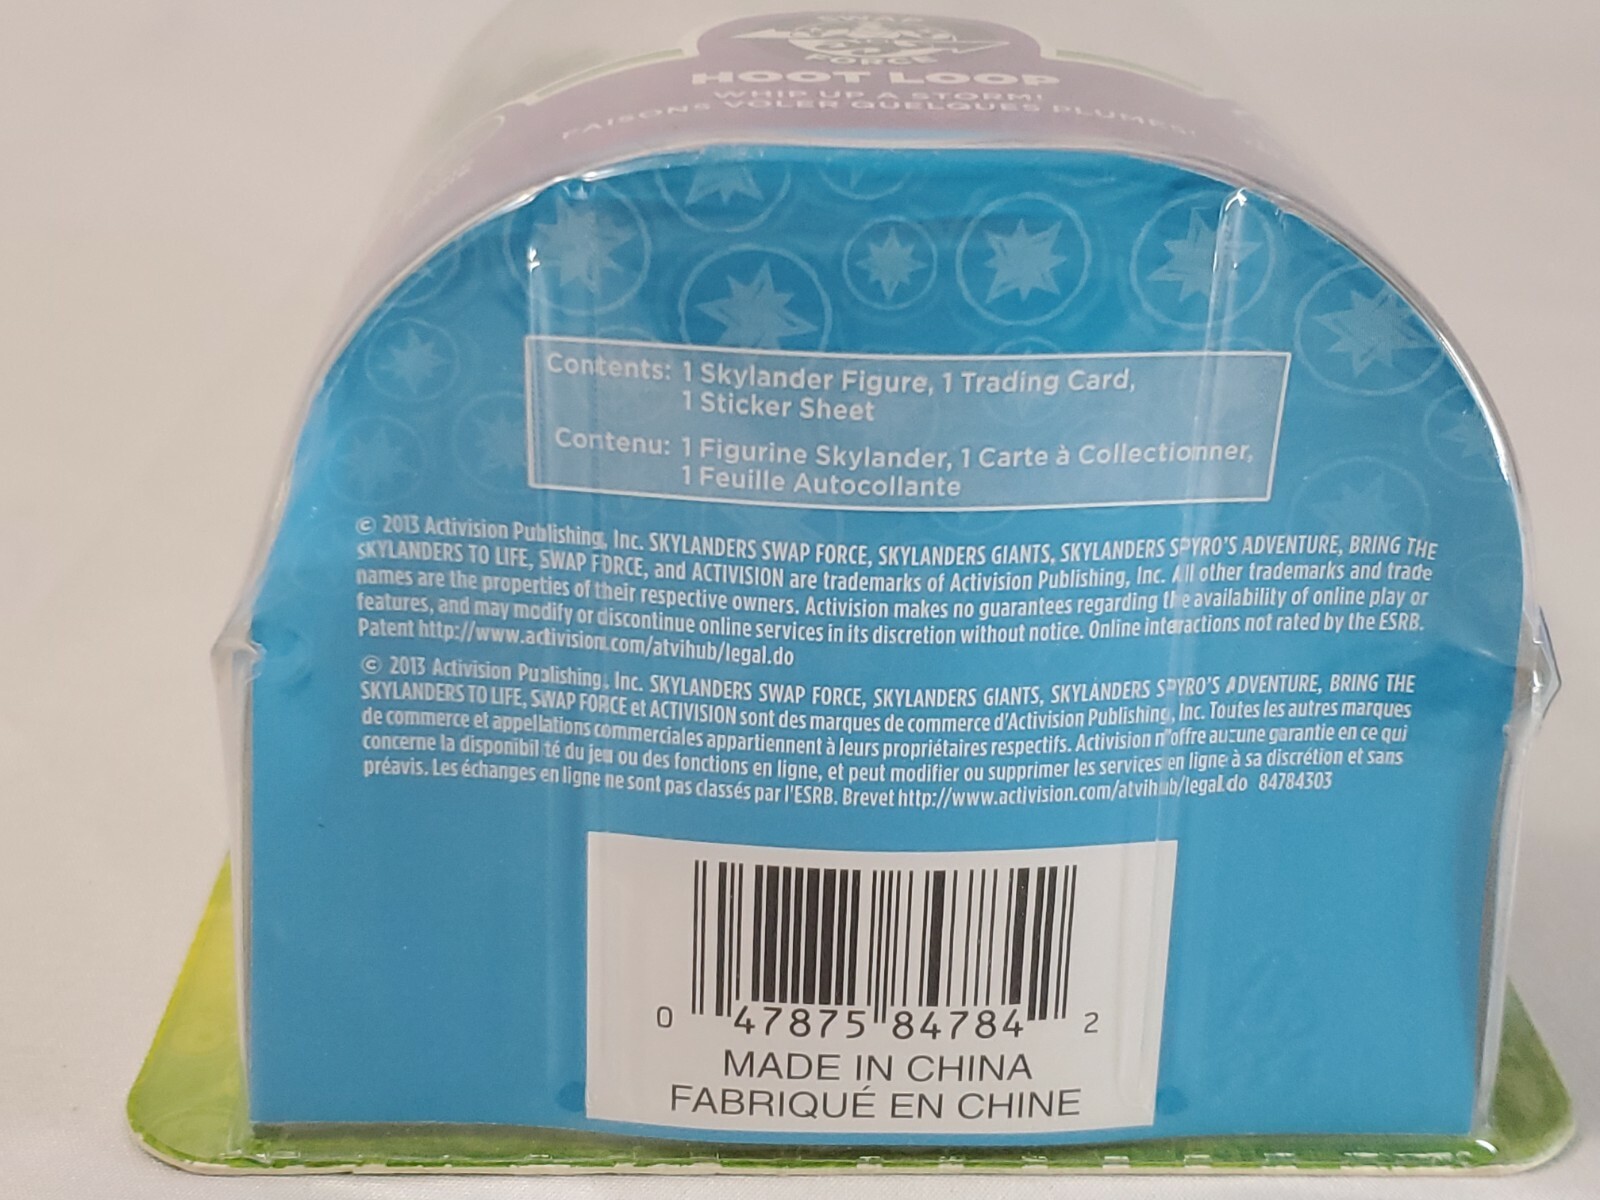 SWAP
FORCE
HOOT LOOP
WHIP UP A STORM!
FAISONS VOLER QUELQUES PLUMES!
Contents: 1 Skylander Figure, 1 Trading Card,
1 Sticker Sheet
Contenu: 1 Figurine Skylander, 1 Carte à Collectionner,
1 Feuille Autocollante
© 2013 Activision Publishing, Inc. SKYLANDERS SWAP FORCE, SKYLANDERS GIANTS, SKYLANDERS SPYRO'S ADVENTURE, BRING THE
SKYLANDERS TO LIFE, SWAP FORCE, and ACTIVISION are trademarks of Activision Publishing, Inc. All other trademarks and trade
names are the properties of their respective owners. Activision makes no guarantees regarding the availability of online play or
features, and may modify or discontinue online services in its discretion without notice. Online interactions not rated by the ESRB.
Patent http://www.activision.com/atvihub/legal.do
© 2013 Activision Publishing, Inc. SKYLANDERS SWAP FORCE, SKYLANDERS GIANTS, SKYLANDERS SPYRO'S ADVENTURE, BRING THE
SKYLANDERS TO LIFE, SWAP FORCE et ACTIVISION sont des marques de commerce d'Activision Publishing, Inc. Toutes les autres marques
de commerce et appellations commerciales appartiennent à leurs propriétaires respectifs. Activision n'offre aucune garantie en ce qui
concerne la disponibilité du jeu ou des fonctions en ligne, et peut modifier ou supprimer les services en ligne à sa discrétion et sans
préavis. Les échanges en ligne ne sont pas classés par l'ESRB. Brevet http://www.activision.com/atvihub/legal.do 84784303
0 47875 84784 2
MADE IN CHINA
FABRIQUÉ EN CHINE